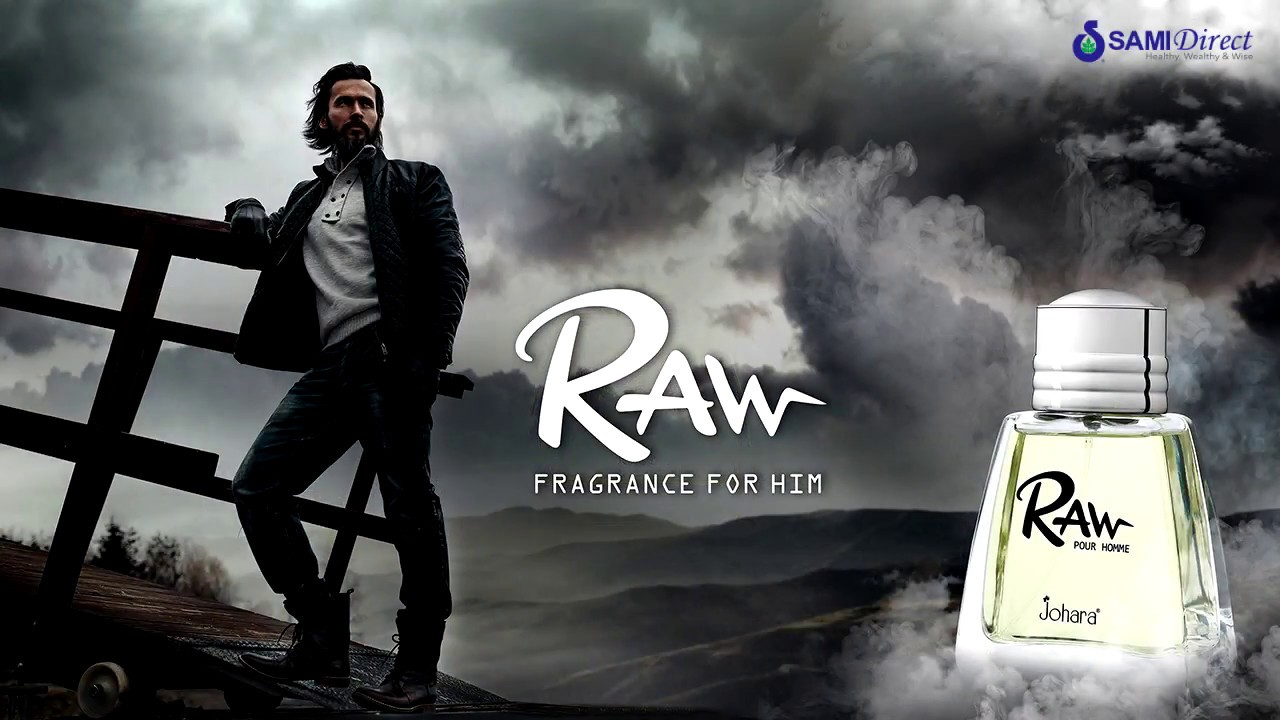 SAMI Direct
Healthy, Wealthy & Wise
RAW
FRAGRANCE FOR HIM
RAW
POUR HOMME
Johara®